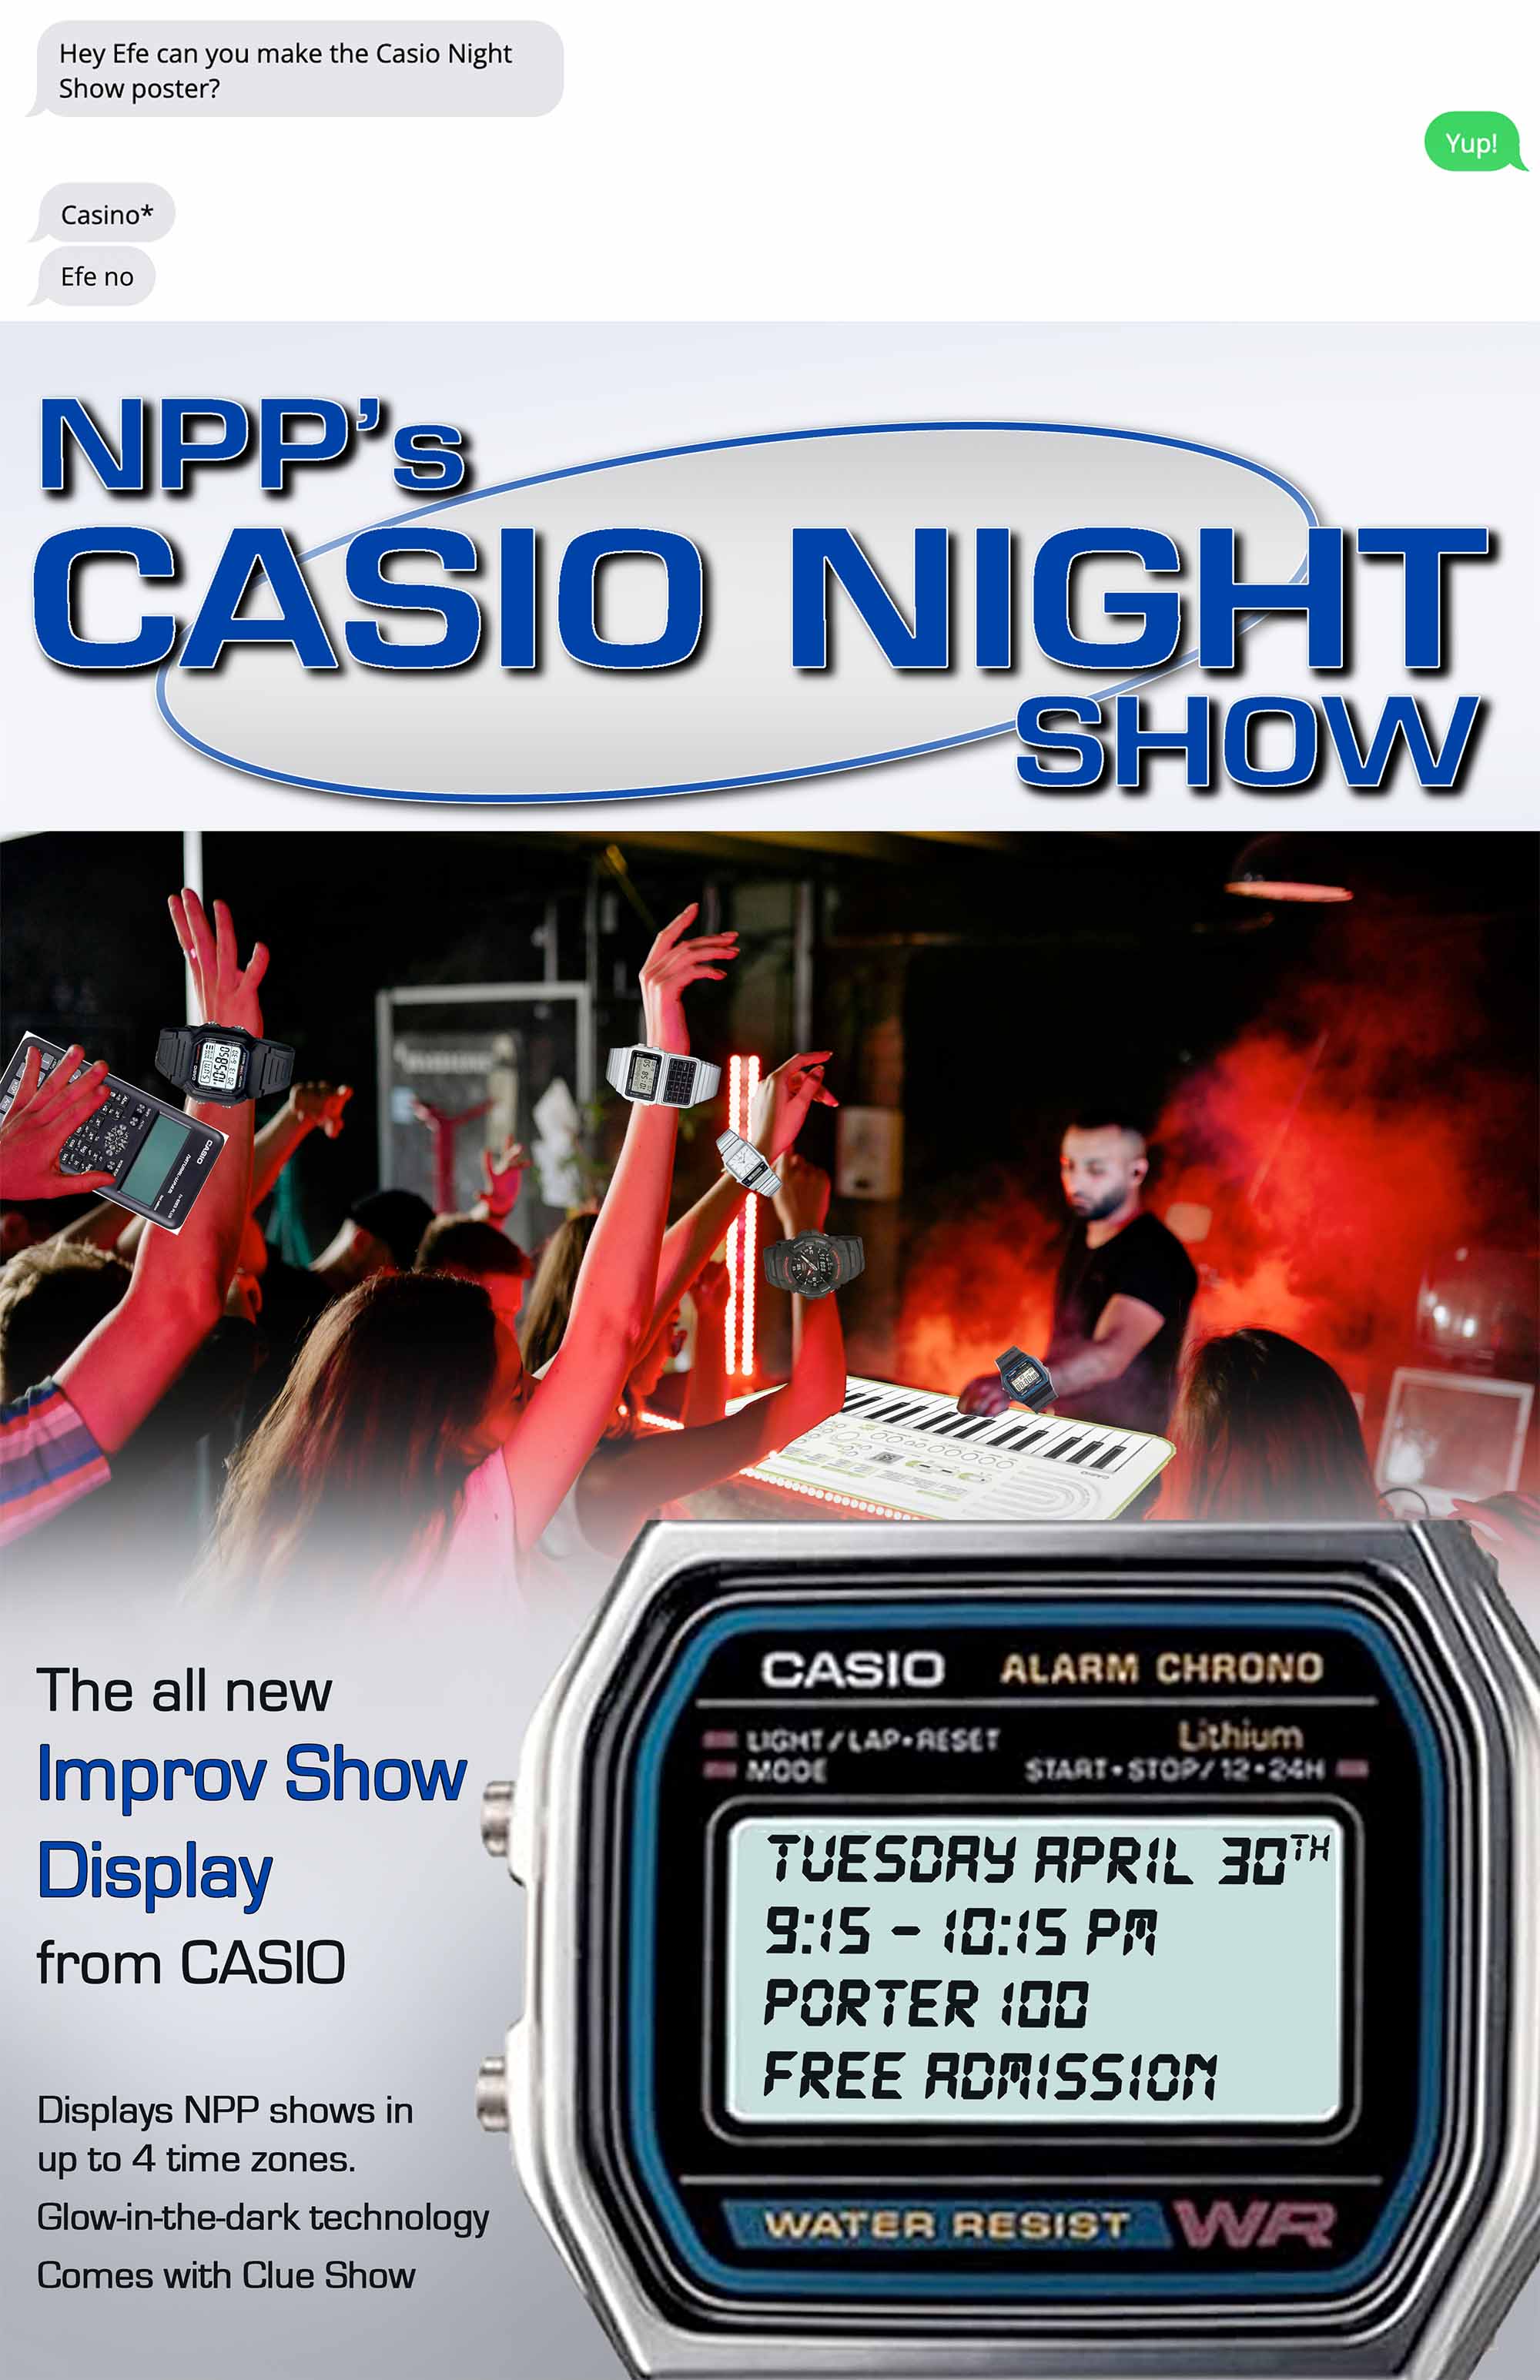 Hey Efe can you make the Casio Night
Show poster?
Yup!
Casino*
Efe no
NPP's
CASIO NIGHT
SHOW
CASIO
The all new
Improv Show
Display
from CASIO
Displays NPP shows in
up to 4 time zones.
Glow-in-the-dark technology
Comes with Clue Show
CASIO ALARM CHRONO
LIGHT/LAP•RESET Lithium
MODE START•STOP/12•24H
TUESDAY APRIL 30TH
9:15 - 10:15 PM
PORTER 100
FREE ADMISSION
WATER RESIST WR